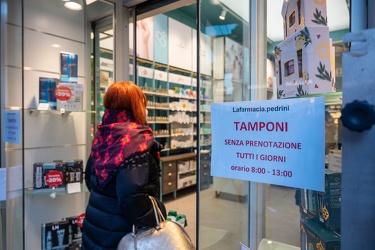 Lafarmacia.pedrini
TAMPONI
SENZA PRENOTAZIONE
TUTTI I GIORNI
orario 8:00 - 13:00